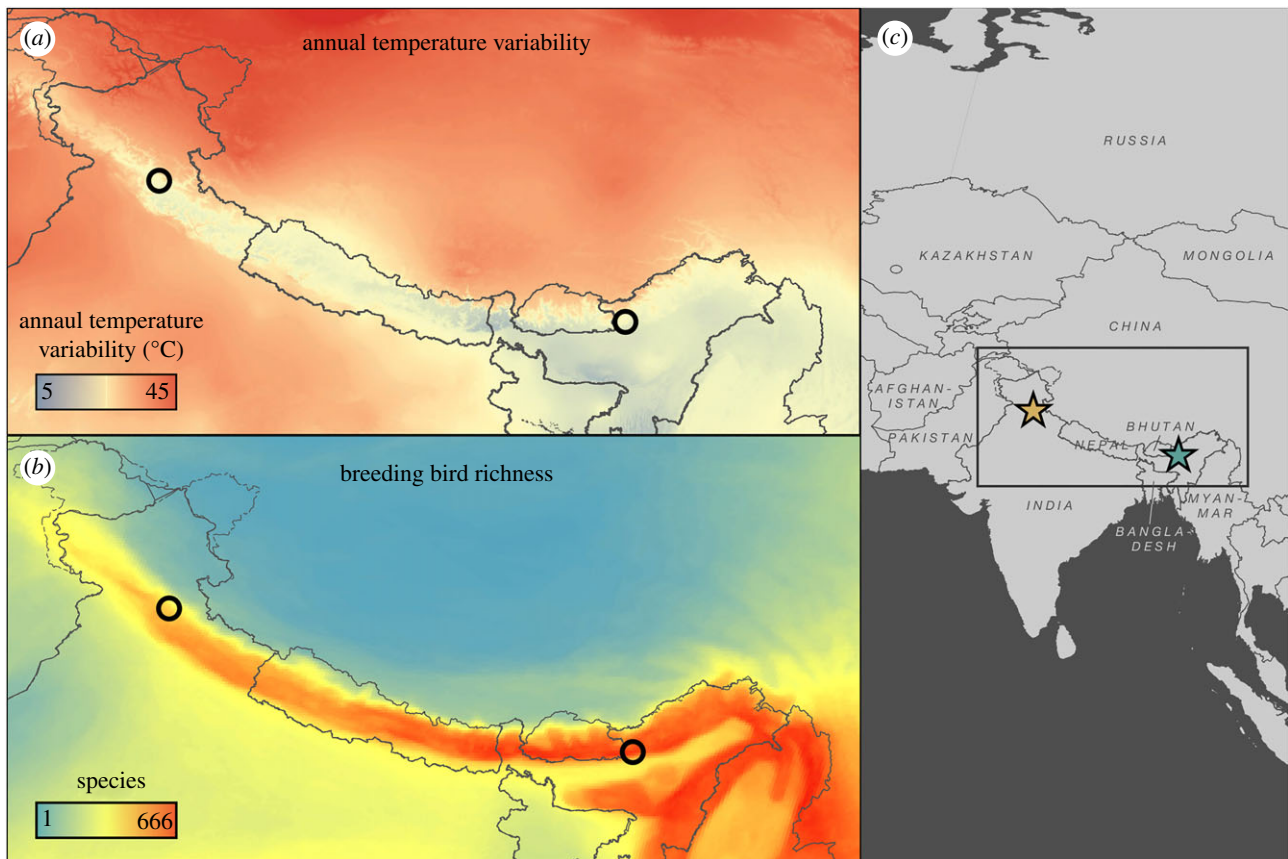 (a)
annual temperature variability
annaul temperature
variability (°C)
5 45
(b)
breeding bird richness
species
1 666
(c)
RUSSIA
KAZAKHSTAN
MONGOLIA
CHINA
AFGHAN-
ISTAN
PAKISTAN
NEPAL
BHUTAN
INDIA
MYAN-
MAR
BANGLA-
DESH